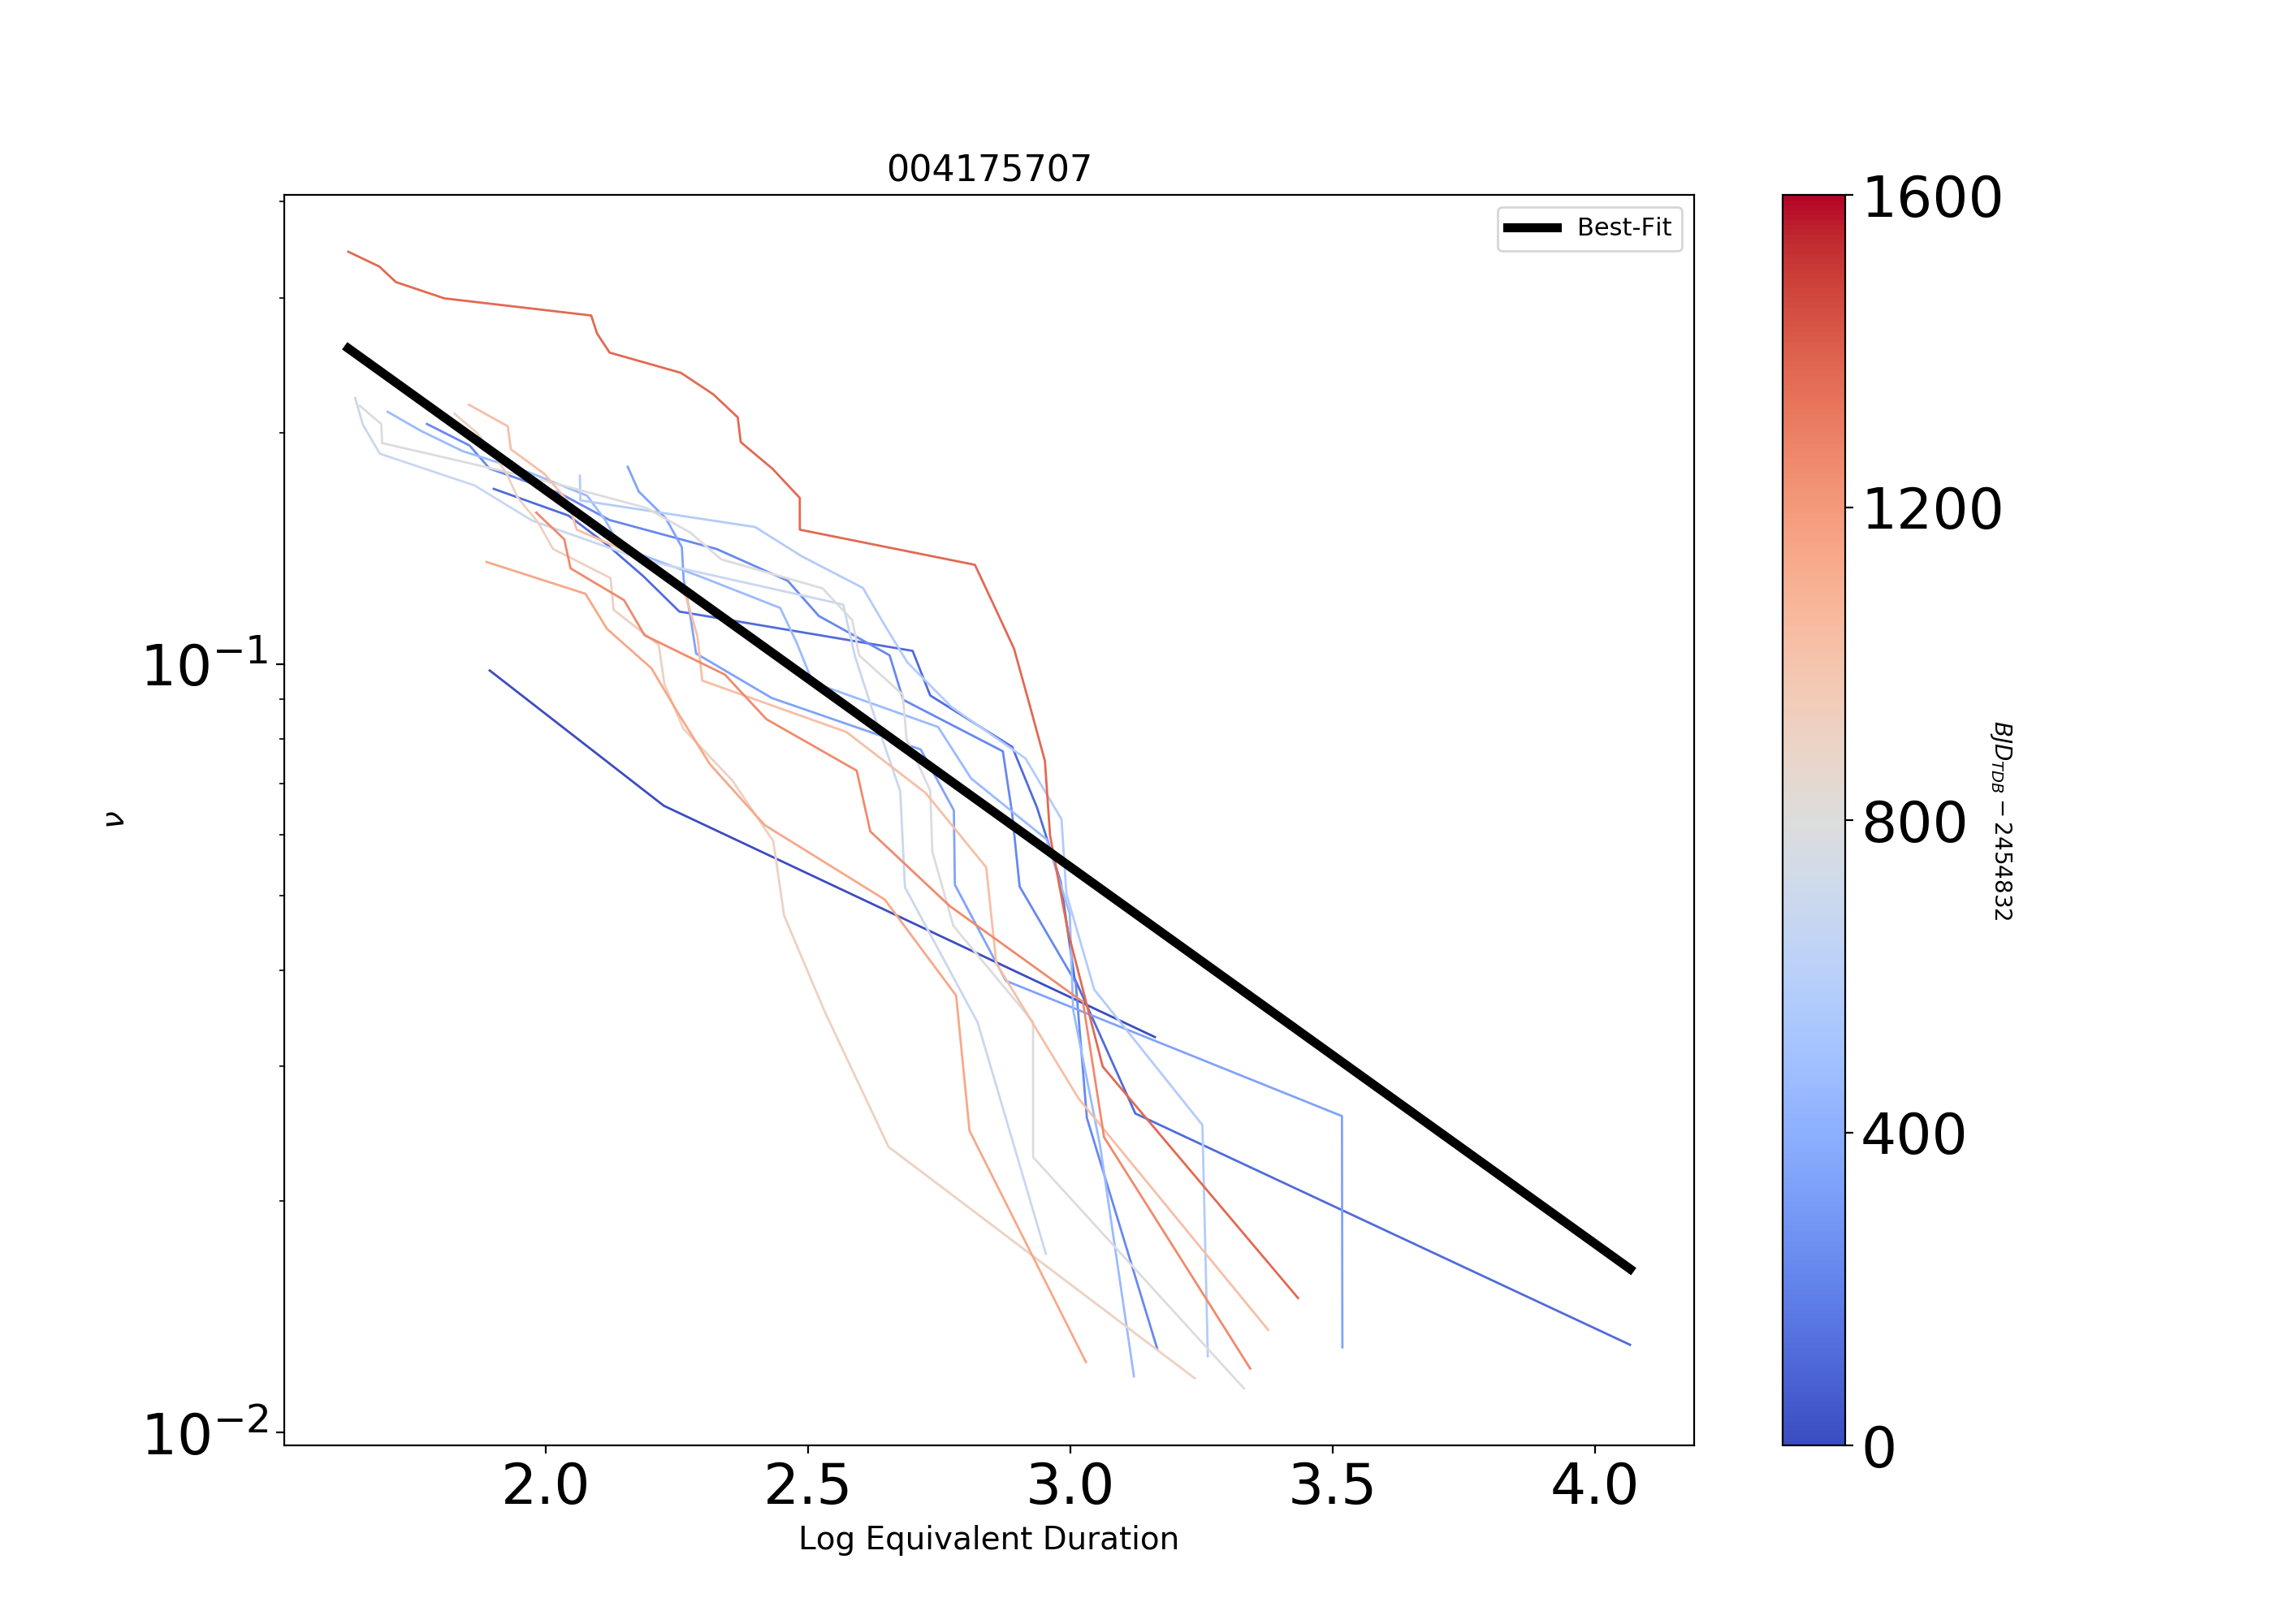 004175707
Best-Fit
10⁻¹
10⁻²
ν
2.0 2.5 3.0 3.5 4.0
Log Equivalent Duration
1600
1200
800
400
0
BJD_TDB − 2454832